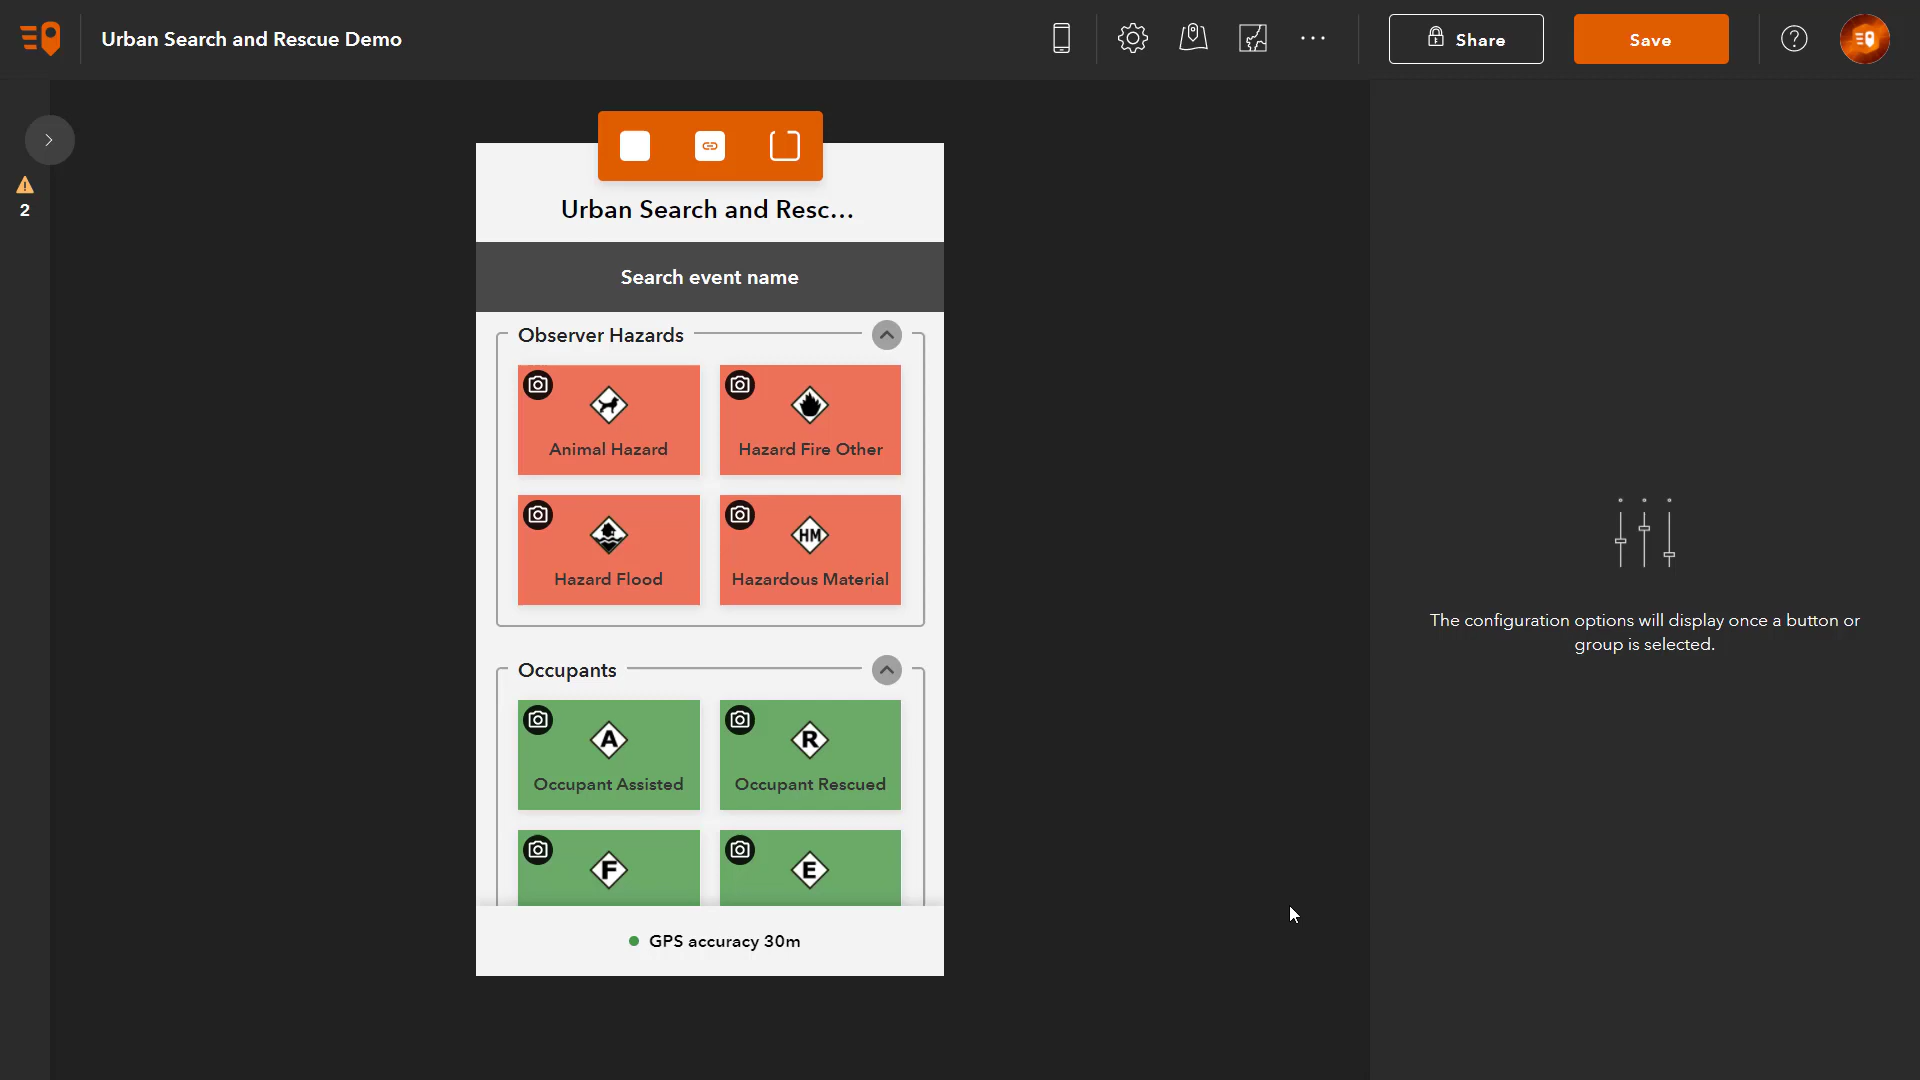 Urban Search and Rescue Demo
Share
Save
2
Urban Search and Resc...
Search event name
Observer Hazards
Animal Hazard
Hazard Fire Other
Hazard Flood
HM
Hazardous Material
Occupants
A
R
Occupant Assisted
Occupant Rescued
F
E
GPS accuracy 30m
The configuration options will display once a button or
group is selected.